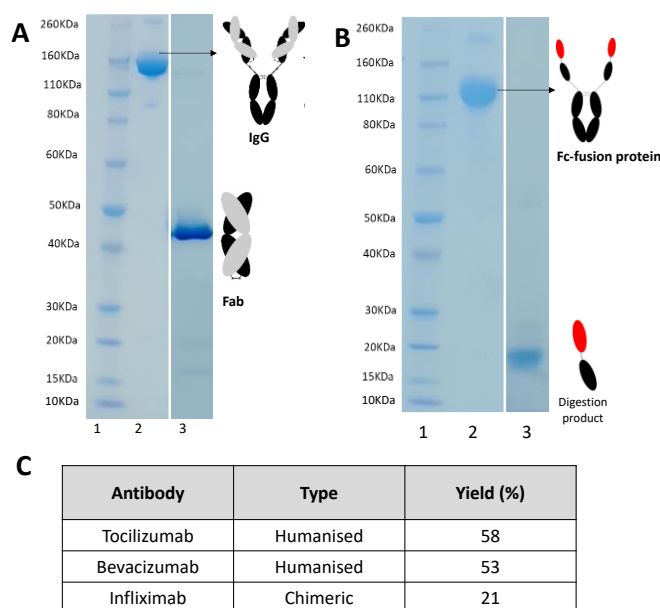 A
260KDa
160KDa
110KDa
80KDa
60KDa
50KDa
40KDa
30KDa
20KDa
15KDa
10KDa
1 2 3
IgG
Fab
B
260KDa
160KDa
110KDa
80KDa
60KDa
50KDa
40KDa
30KDa
20KDa
15KDa
10KDa
1 2 3
Fc-fusion protein
Digestion
product
C
Antibody Type Yield (%)
Tocilizumab Humanised 58
Bevacizumab Humanised 53
Infliximab Chimeric 21